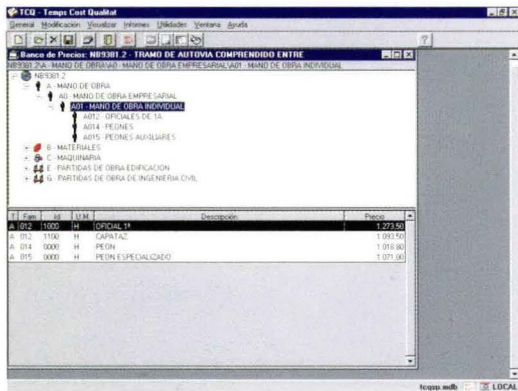 TCQ - Temps Cost Qualitat
General Modificación Visualizar Informes Utilidades Ventana Ayuda
Banco de Precios: NB9381.2 - TRAMO DE AUTOVIA COMPRENDIDO ENTRE
NB9381.2\A - MANO DE OBRA\A0 - MANO DE OBRA EMPRESARIAL\A01 - MANO DE OBRA INDIVIDUAL
NB9381.2
A - MANO DE OBRA
A0 - MANO DE OBRA EMPRESARIAL
A01 - MANO DE OBRA INDIVIDUAL
A012 - OFICIALES DE 1A
A014 - PEONES
A015 - PEONES AUXILIARES
B - MATERIALES
C - MAQUINARIA
E - PARTIDAS DE OBRA EDIFICACION
G - PARTIDAS DE OBRA DE INGENIERIA CIVIL
T Fam Id U.M. Descripción Precio
A 012 1000 H OFICIAL 1ª 1.273,50
A 012 1100 H CAPATAZ 1.093,50
A 014 0000 H PEON
A 015 0000 H PEON ESPECIALIZADO 1.071,00
tcqsp.mdb LOCAL